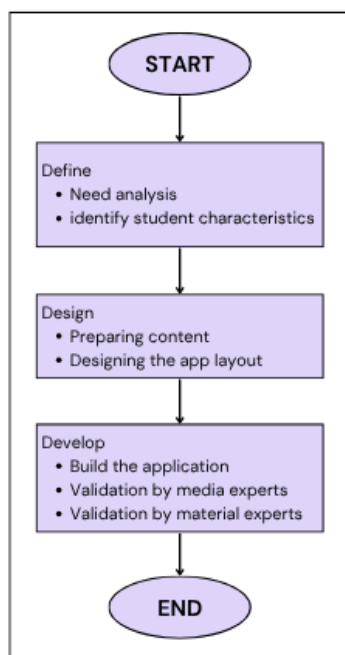 START
Define
• Need analysis
• identify student characteristics
Design
• Preparing content
• Designing the app layout
Develop
• Build the application
• Validation by media experts
• Validation by material experts
END